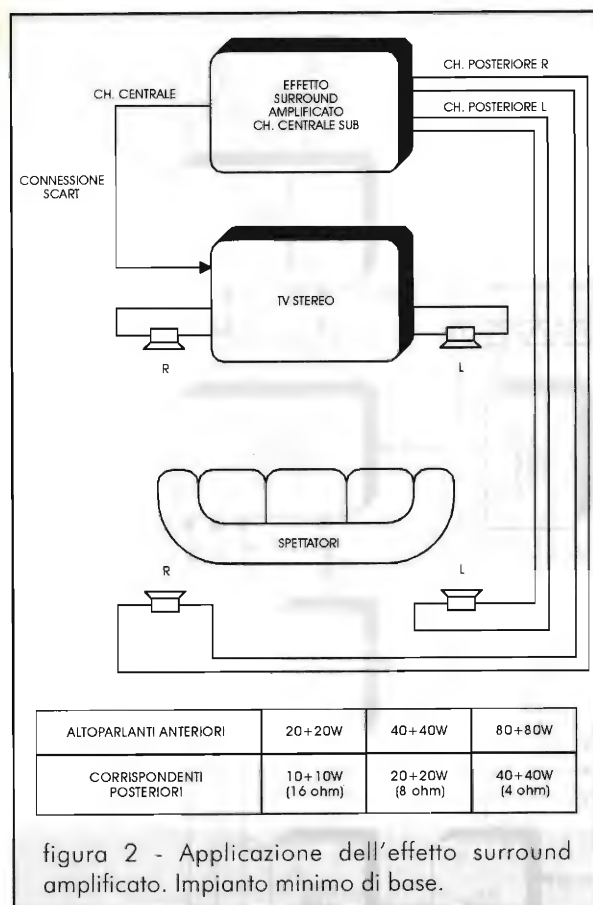 CH. POSTERIORE R
CH. CENTRALE
EFFETTO
SURROUND
AMPLIFICATO
CH. CENTRALE SUB
CH. POSTERIORE L
CONNESSIONE
SCART
TV STEREO
R
L
SPETTATORI
R
L
ALTOPARLANTI ANTERIORI 20+20W 40+40W 80+80W
CORRISPONDENTI 10+10W 20+20W 40+40W
POSTERIORI (16 ohm) (8 ohm) (4 ohm)
figura 2 - Applicazione dell'effetto surround
amplificato. Impianto minimo di base.